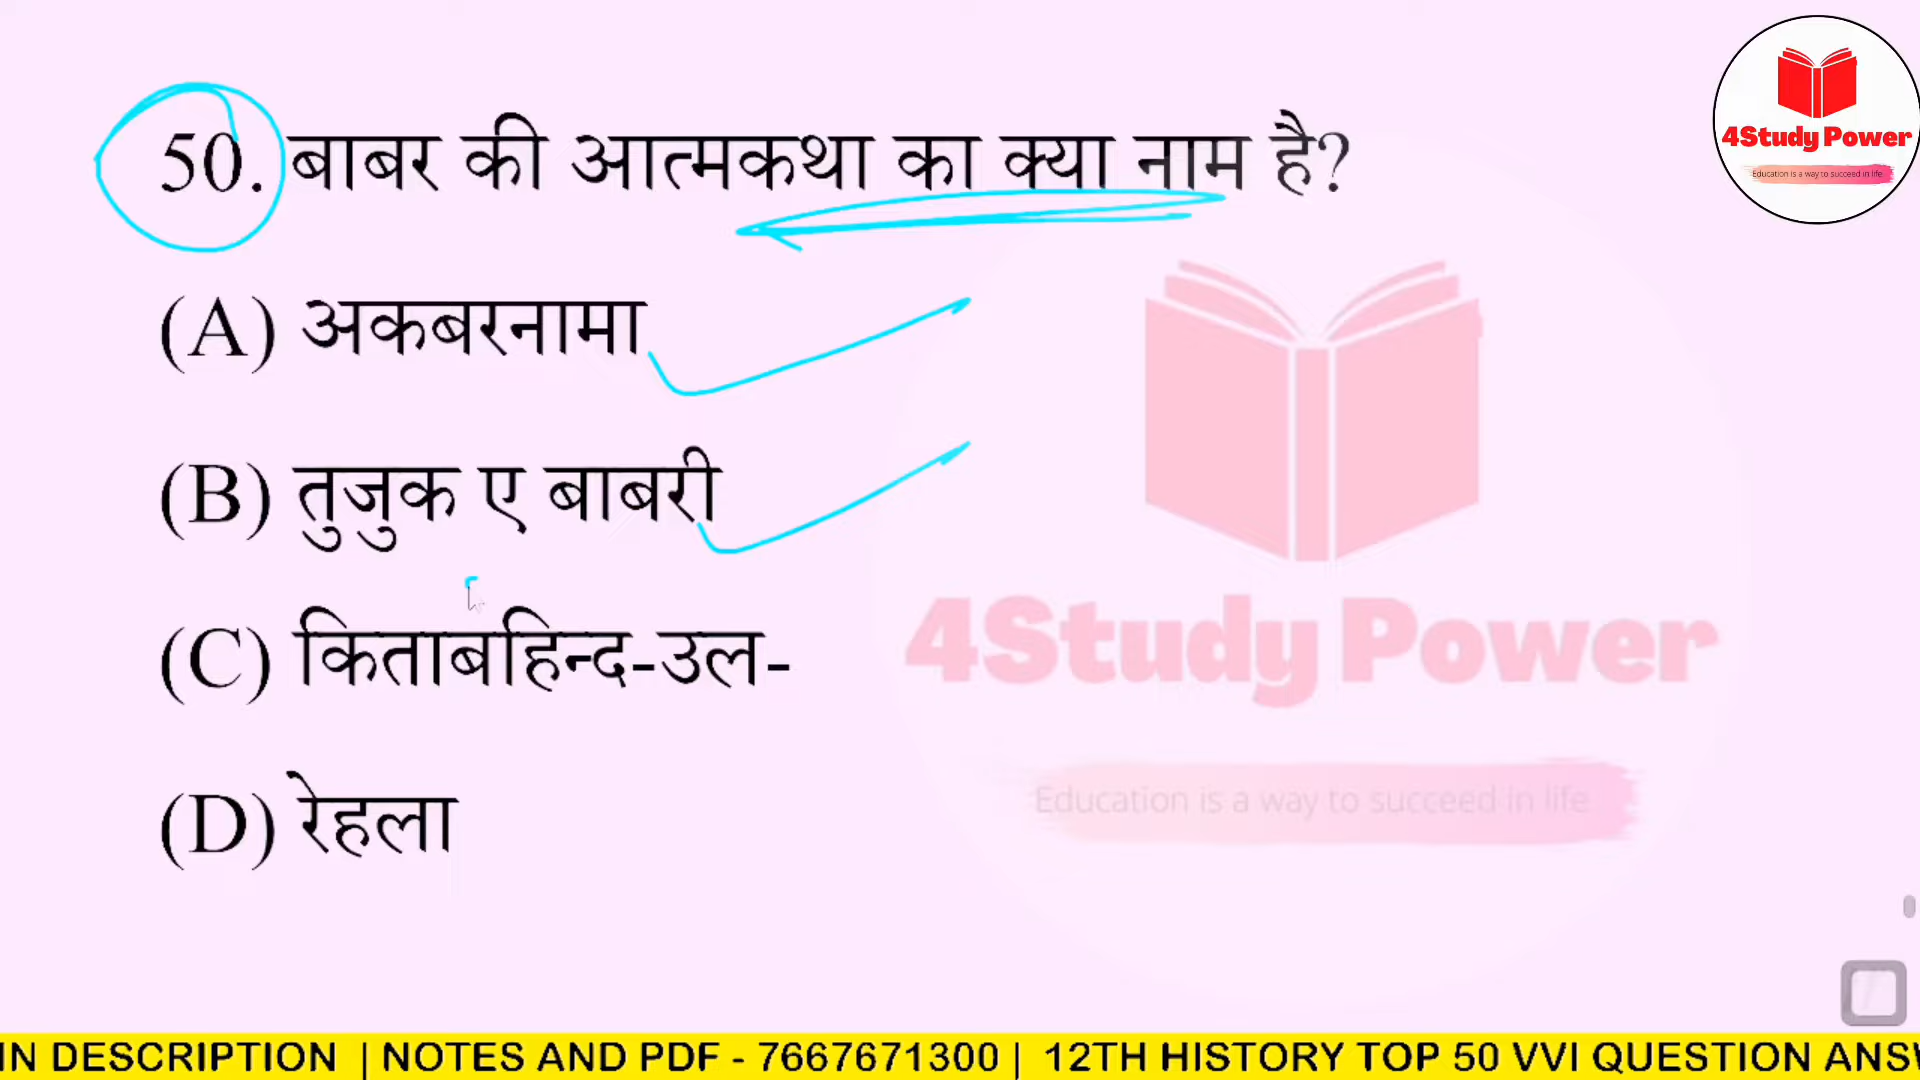 50. बाबर की आत्मकथा का क्या नाम है?
(A) अकबरनामा
(B) तुजुक ए बाबरी
(C) किताबहिन्द-उल-
(D) रेहला
4Study Power
Education is a way to succeed in life
4Study Power
Education is a way to succeed in life
IN DESCRIPTION | NOTES AND PDF - 7667671300 | 12TH HISTORY TOP 50 VVI QUESTION ANSW